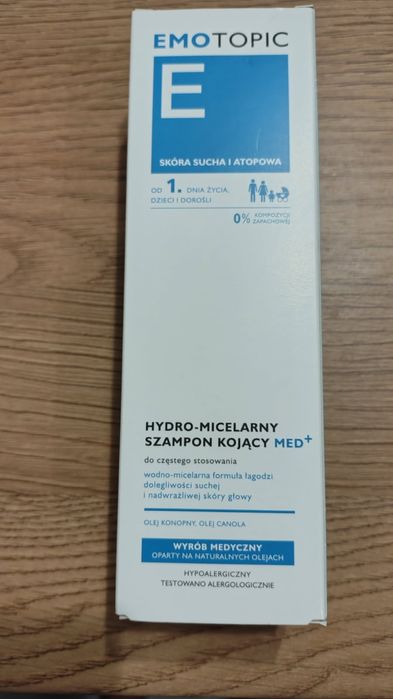 EMOTOPIC
E
SKÓRA SUCHA I ATOPOWA
OD 1. DNIA ŻYCIA,
DZIECI I DOROŚLI
0% KOMPOZYCJI
ZAPACHOWEJ
HYDRO-MICELARNY
SZAMPON KOJĄCY MED+
do częstego stosowania
wodno-micelarna formuła łagodzi
dolegliwości suchej
i nadwrażliwej skóry głowy
OLEJ KONOPNY, OLEJ CANOLA
WYRÓB MEDYCZNY
OPARTY NA NATURALNYCH OLEJACH
HYPOALERGICZNY
TESTOWANO ALERGOLOGICZNIE